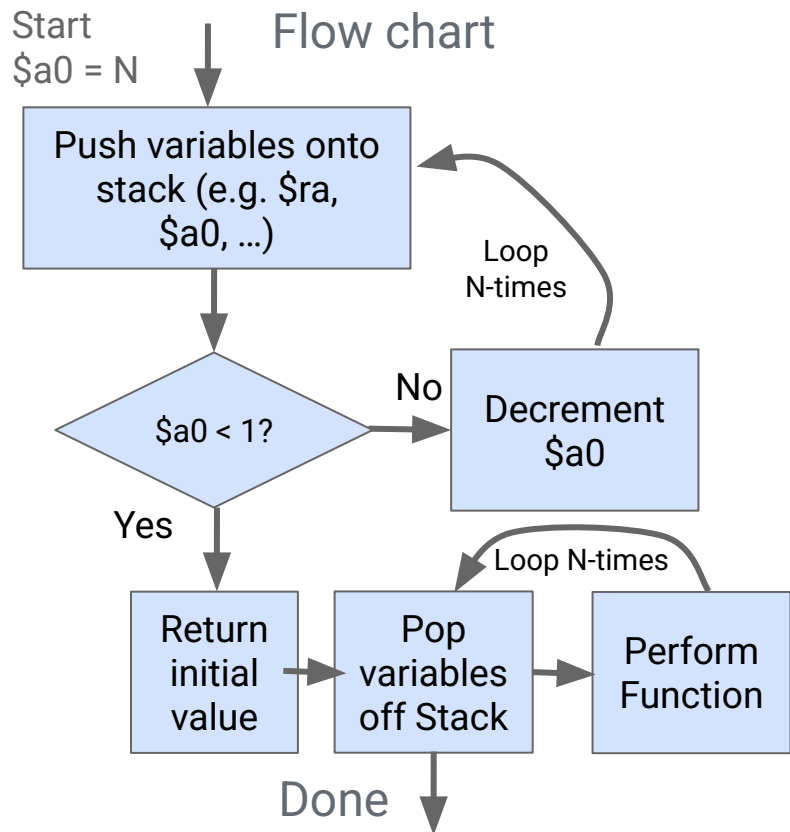 Start
$a0 = N
Flow chart
Push variables onto
stack (e.g. $ra,
$a0, …)
Loop
N-times
$a0 < 1?
No
Decrement
$a0
Yes
Loop N-times
Return
initial
value
Pop
variables
off Stack
Perform
Function
Done